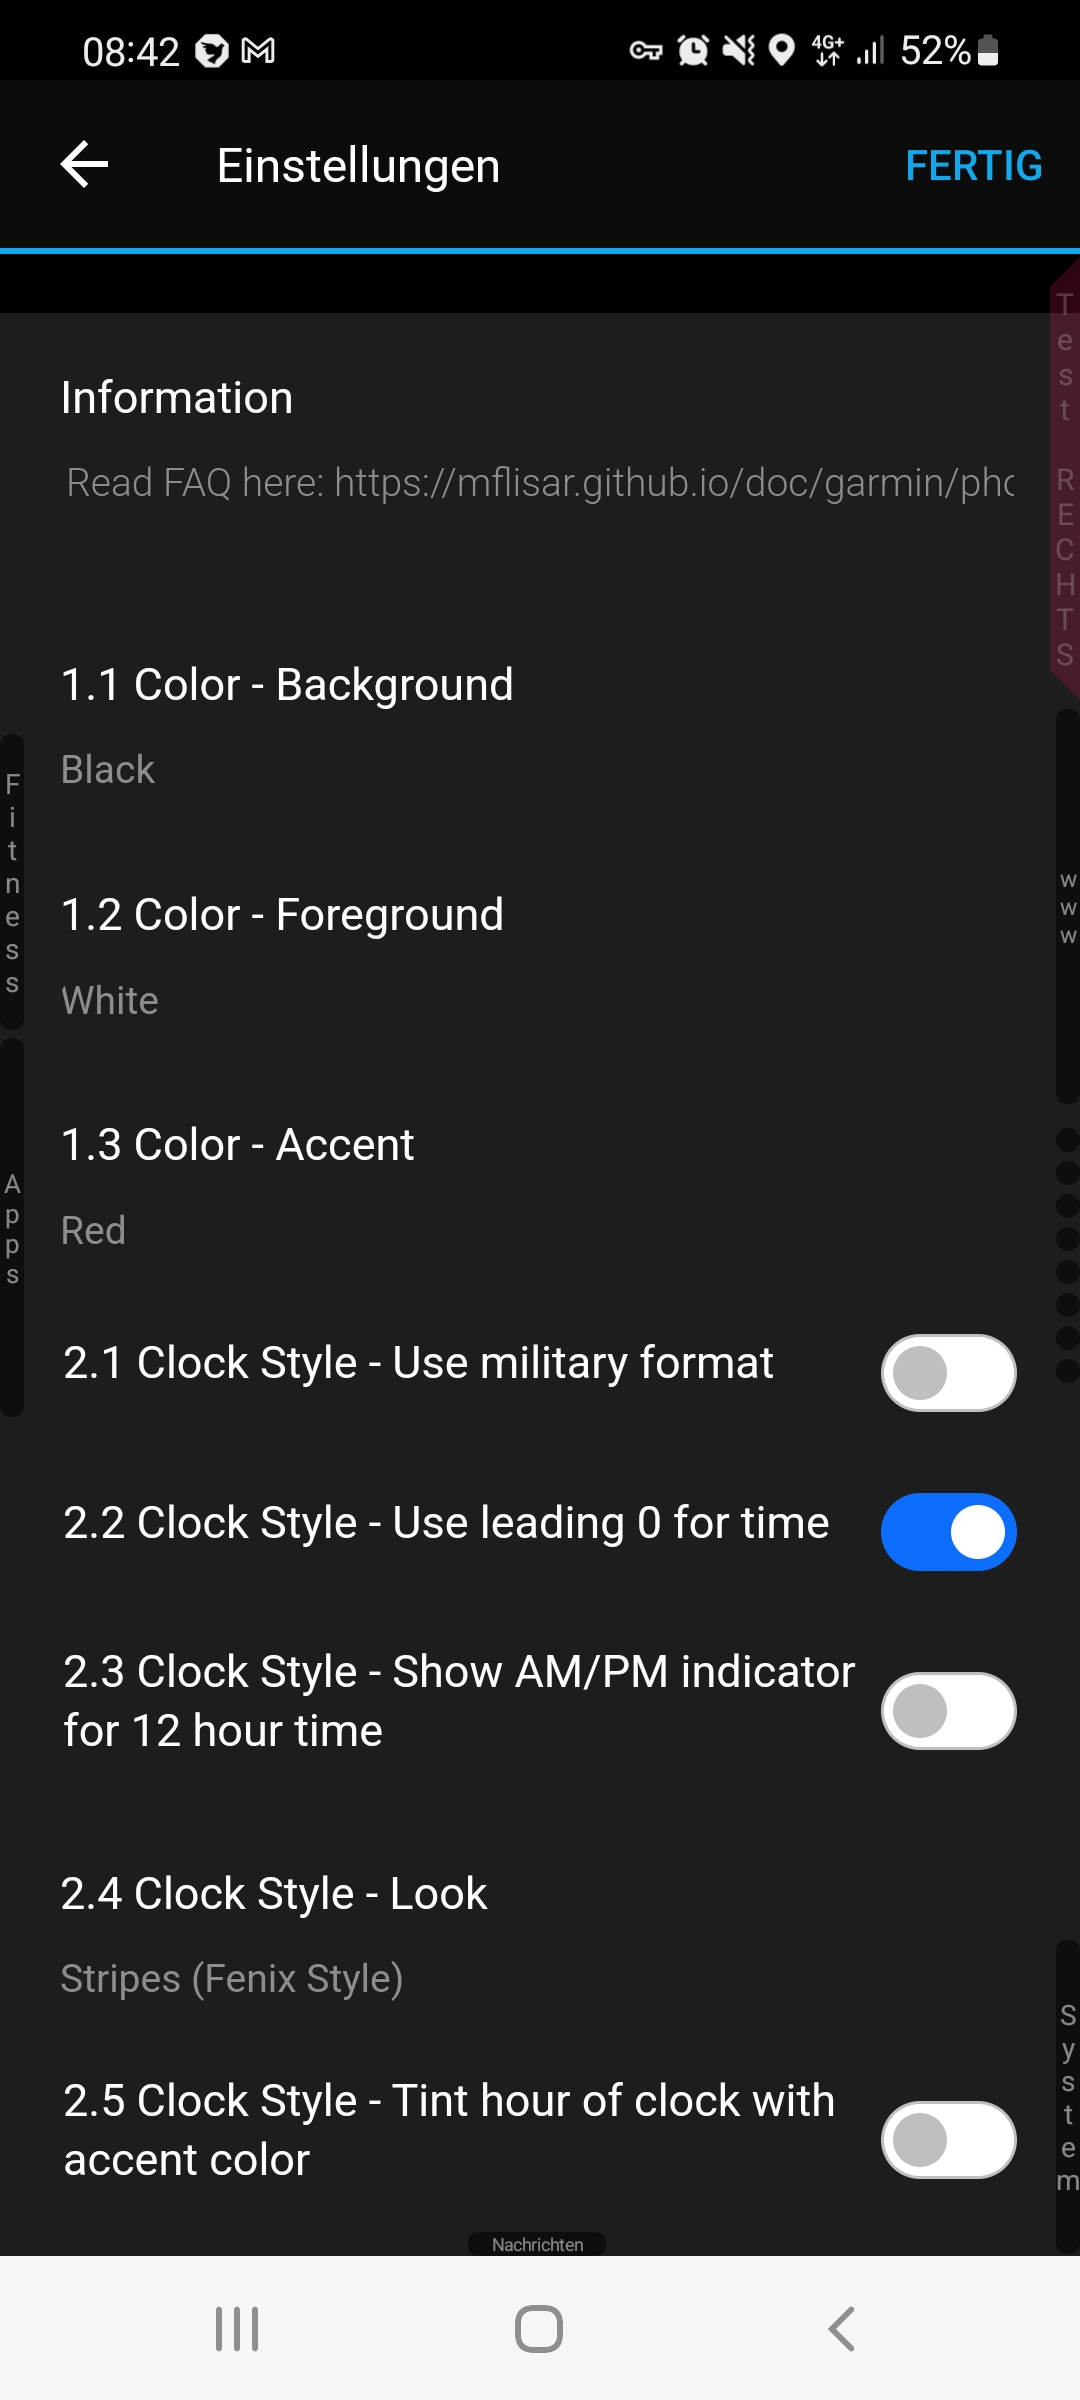 08:42 4G+ 52%
Einstellungen FERTIG
Information
Read FAQ here: https://mflisar.github.io/doc/garmin/pho
1.1 Color - Background
Black
1.2 Color - Foreground
White
1.3 Color - Accent
Red
2.1 Clock Style - Use military format
2.2 Clock Style - Use leading 0 for time
2.3 Clock Style - Show AM/PM indicator
for 12 hour time
2.4 Clock Style - Look
Stripes (Fenix Style)
2.5 Clock Style - Tint hour of clock with
accent color
Fitness
Apps
Test RECHTS
www
System
Nachrichten